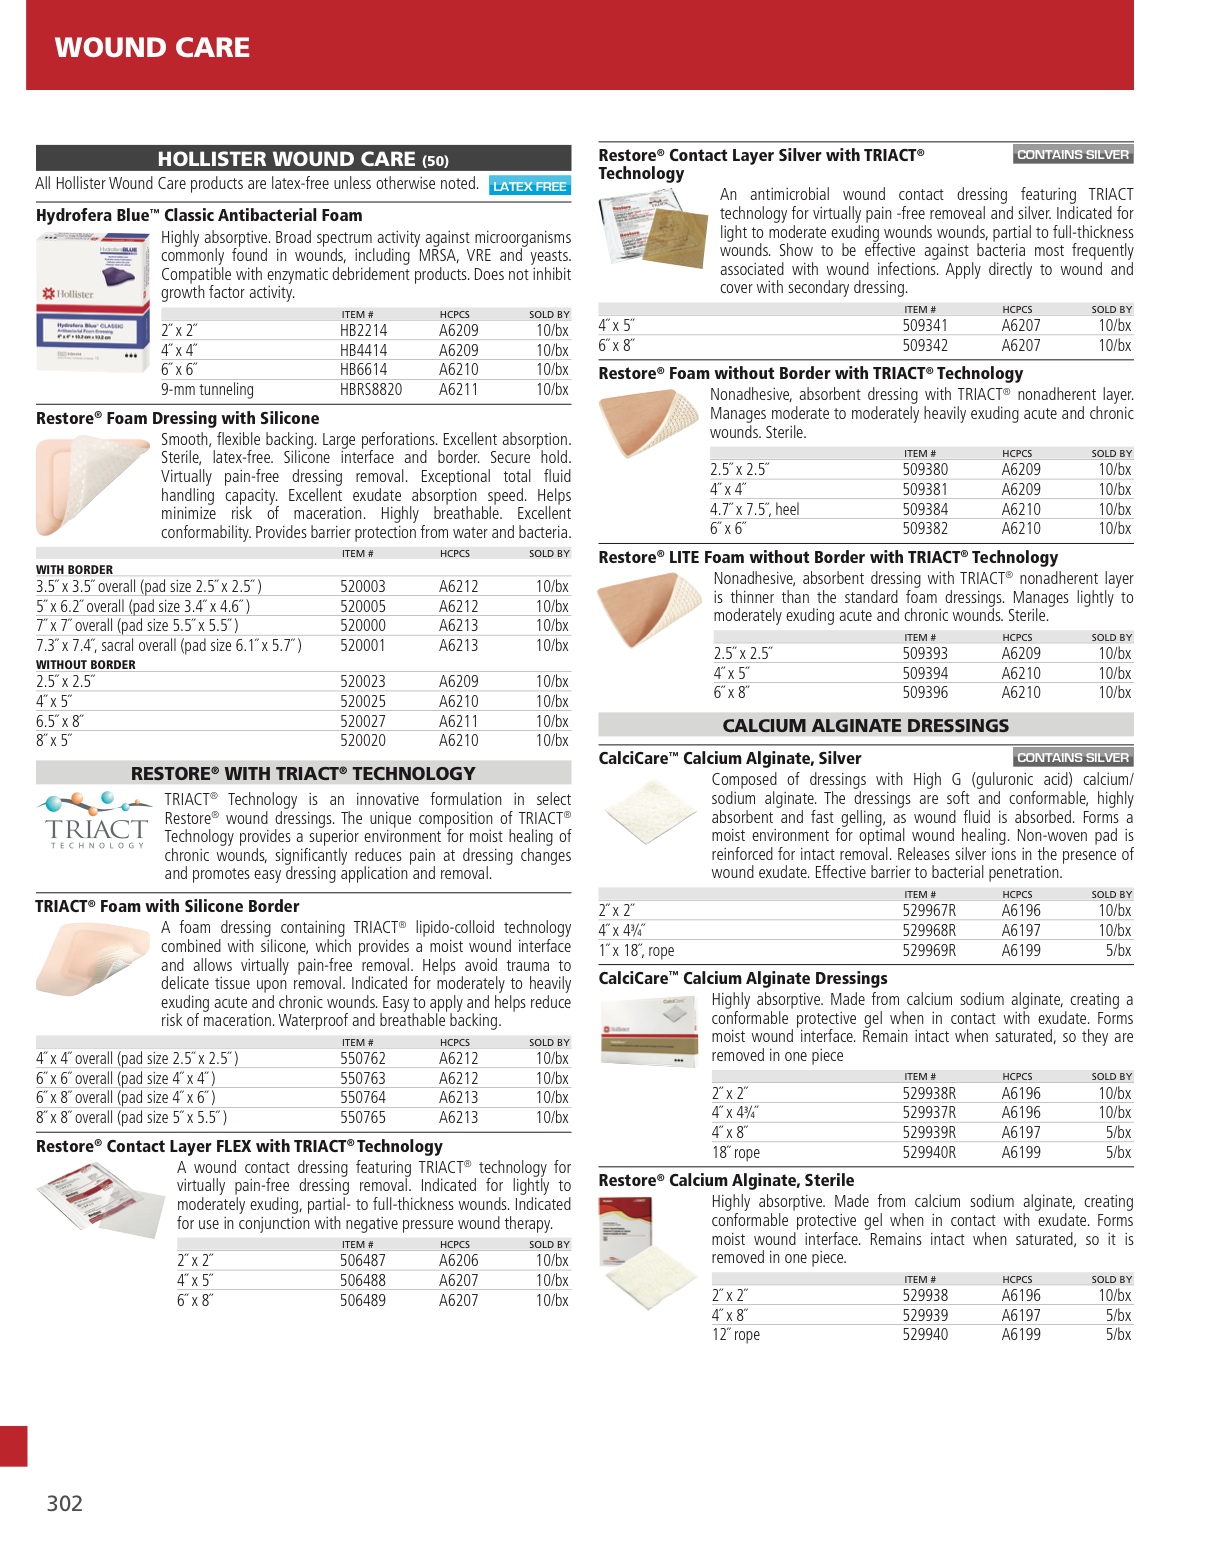 WOUND CARE
HOLLISTER WOUND CARE (50)
All Hollister Wound Care products are latex-free unless otherwise noted. LATEX FREE
Hydrofera Blue™ Classic Antibacterial Foam
Highly absorptive. Broad spectrum activity against microorganisms
commonly found in wounds, including MRSA, VRE and yeasts.
Compatible with enzymatic debridement products. Does not inhibit
growth factor activity.
ITEM # HCPCS SOLD BY
2˝ x 2˝ HB2214 A6209 10/bx
4˝ x 4˝ HB4414 A6209 10/bx
6˝ x 6˝ HB6614 A6210 10/bx
9-mm tunneling HBRS8820 A6211 10/bx
Restore® Foam Dressing with Silicone
Smooth, flexible backing. Large perforations. Excellent absorption.
Sterile, latex-free. Silicone interface and border. Secure hold.
Virtually pain-free dressing removal. Exceptional total fluid
handling capacity. Excellent exudate absorption speed. Helps
minimize risk of maceration. Highly breathable. Excellent
conformability. Provides barrier protection from water and bacteria.
ITEM # HCPCS SOLD BY
WITH BORDER
3.5˝ x 3.5˝ overall (pad size 2.5˝ x 2.5˝ ) 520003 A6212 10/bx
5˝ x 6.2˝ overall (pad size 3.4˝ x 4.6˝ ) 520005 A6212 10/bx
7˝ x 7˝ overall (pad size 5.5˝ x 5.5˝ ) 520000 A6213 10/bx
7.3˝ x 7.4˝, sacral overall (pad size 6.1˝ x 5.7˝ ) 520001 A6213 10/bx
WITHOUT BORDER
2.5˝ x 2.5˝ 520023 A6209 10/bx
4˝ x 5˝ 520025 A6210 10/bx
6.5˝ x 8˝ 520027 A6211 10/bx
8˝ x 5˝ 520020 A6210 10/bx
RESTORE® WITH TRIACT® TECHNOLOGY
TRIACT
TECHNOLOGY
TRIACT® Technology is an innovative formulation in select
Restore® wound dressings. The unique composition of TRIACT®
Technology provides a superior environment for moist healing of
chronic wounds, significantly reduces pain at dressing changes
and promotes easy dressing application and removal.
TRIACT® Foam with Silicone Border
A foam dressing containing TRIACT® lipido-colloid technology
combined with silicone, which provides a moist wound interface
and allows virtually pain-free removal. Helps avoid trauma to
delicate tissue upon removal. Indicated for moderately to heavily
exuding acute and chronic wounds. Easy to apply and helps reduce
risk of maceration. Waterproof and breathable backing.
ITEM # HCPCS SOLD BY
4˝ x 4˝ overall (pad size 2.5˝ x 2.5˝ ) 550762 A6212 10/bx
6˝ x 6˝ overall (pad size 4˝ x 4˝ ) 550763 A6212 10/bx
6˝ x 8˝ overall (pad size 4˝ x 6˝ ) 550764 A6213 10/bx
8˝ x 8˝ overall (pad size 5˝ x 5.5˝ ) 550765 A6213 10/bx
Restore® Contact Layer FLEX with TRIACT® Technology
A wound contact dressing featuring TRIACT® technology for
virtually pain-free dressing removal. Indicated for lightly to
moderately exuding, partial- to full-thickness wounds. Indicated
for use in conjunction with negative pressure wound therapy.
ITEM # HCPCS SOLD BY
2˝ x 2˝ 506487 A6206 10/bx
4˝ x 5˝ 506488 A6207 10/bx
6˝ x 8˝ 506489 A6207 10/bx
Restore® Contact Layer Silver with TRIACT® CONTAINS SILVER
Technology
An antimicrobial wound contact dressing featuring TRIACT
technology for virtually pain -free removeal and silver. Indicated for
light to moderate exuding wounds wounds, partial to full-thickness
wounds. Show to be effective against bacteria most frequently
associated with wound infections. Apply directly to wound and
cover with secondary dressing.
ITEM # HCPCS SOLD BY
4˝ x 5˝ 509341 A6207 10/bx
6˝ x 8˝ 509342 A6207 10/bx
Restore® Foam without Border with TRIACT® Technology
Nonadhesive, absorbent dressing with TRIACT® nonadherent layer.
Manages moderate to moderately heavily exuding acute and chronic
wounds. Sterile.
ITEM # HCPCS SOLD BY
2.5˝ x 2.5˝ 509380 A6209 10/bx
4˝ x 4˝ 509381 A6209 10/bx
4.7˝ x 7.5˝, heel 509384 A6210 10/bx
6˝ x 6˝ 509382 A6210 10/bx
Restore® LITE Foam without Border with TRIACT® Technology
Nonadhesive, absorbent dressing with TRIACT® nonadherent layer
is thinner than the standard foam dressings. Manages lightly to
moderately exuding acute and chronic wounds. Sterile.
ITEM # HCPCS SOLD BY
2.5˝ x 2.5˝ 509393 A6209 10/bx
4˝ x 5˝ 509394 A6210 10/bx
6˝ x 8˝ 509396 A6210 10/bx
CALCIUM ALGINATE DRESSINGS
CalciCare™ Calcium Alginate, Silver CONTAINS SILVER
Composed of dressings with High G (guluronic acid) calcium/
sodium alginate. The dressings are soft and conformable, highly
absorbent and fast gelling, as wound fluid is absorbed. Forms a
moist environment for optimal wound healing. Non-woven pad is
reinforced for intact removal. Releases silver ions in the presence of
wound exudate. Effective barrier to bacterial penetration.
ITEM # HCPCS SOLD BY
2˝ x 2˝ 529967R A6196 10/bx
4˝ x 4¾˝ 529968R A6197 10/bx
1˝ x 18˝, rope 529969R A6199 5/bx
CalciCare™ Calcium Alginate Dressings
Highly absorptive. Made from calcium sodium alginate, creating a
conformable protective gel when in contact with exudate. Forms
moist wound interface. Remain intact when saturated, so they are
removed in one piece
ITEM # HCPCS SOLD BY
2˝ x 2˝ 529938R A6196 10/bx
4˝ x 4¾˝ 529937R A6196 10/bx
4˝ x 8˝ 529939R A6197 5/bx
18˝ rope 529940R A6199 5/bx
Restore® Calcium Alginate, Sterile
Highly absorptive. Made from calcium sodium alginate, creating
conformable protective gel when in contact with exudate. Forms
moist wound interface. Remains intact when saturated, so it is
removed in one piece.
ITEM # HCPCS SOLD BY
2˝ x 2˝ 529938 A6196 10/bx
4˝ x 8˝ 529939 A6197 5/bx
12˝ rope 529940 A6199 5/bx
302